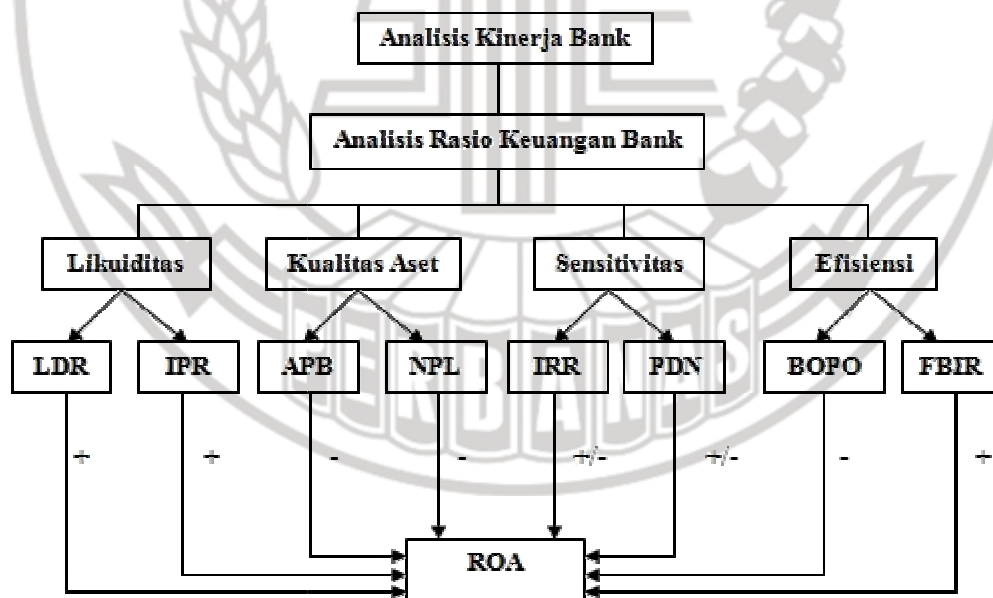 Analisis Kinerja Bank
Analisis Rasio Keuangan Bank
Likuiditas Kualitas Aset Sensitivitas Efisiensi
LDR IPR APB NPL IRR PDN BOPO FBIR
+ + - - +/- +/- - +
ROA